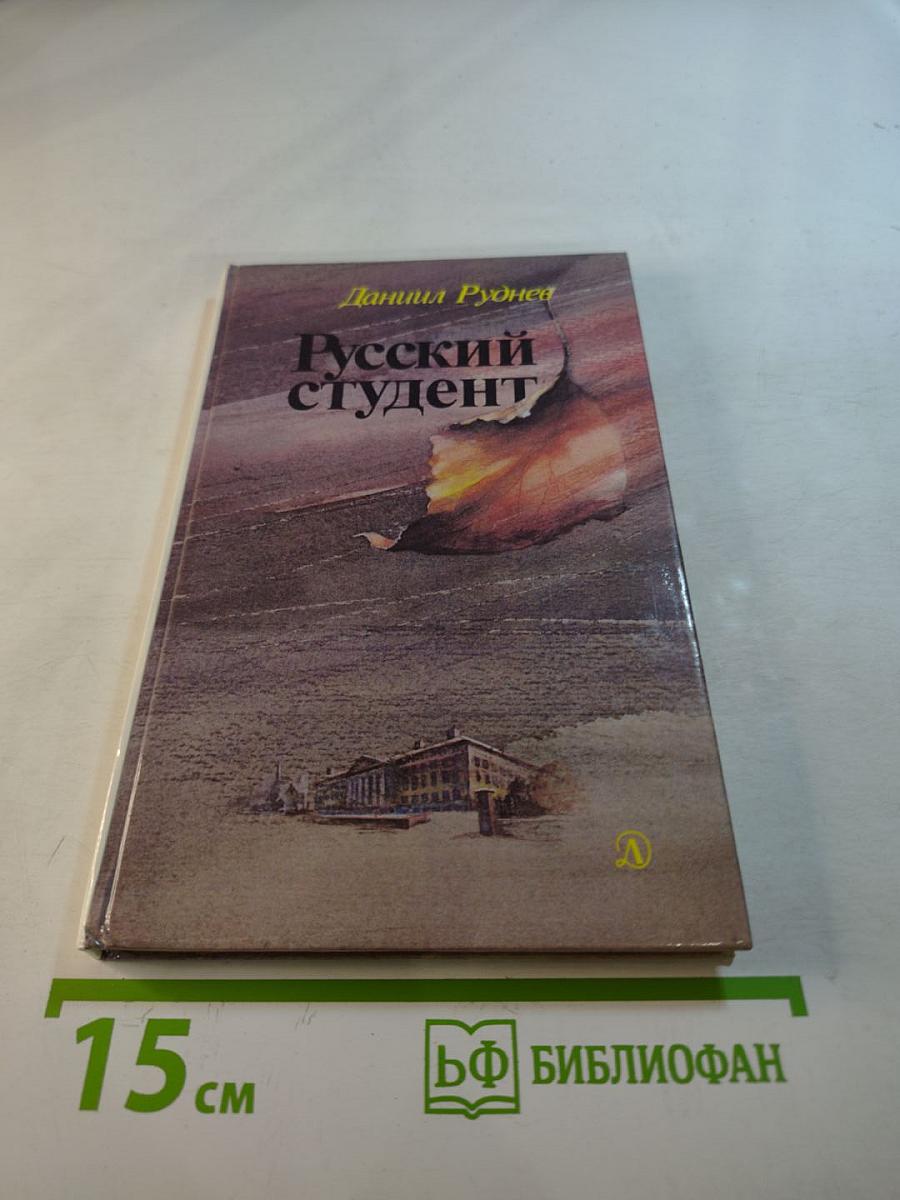 Даниил Руднев
Русский
студент
Д
15 см
ЬФ БИБЛИОФАН